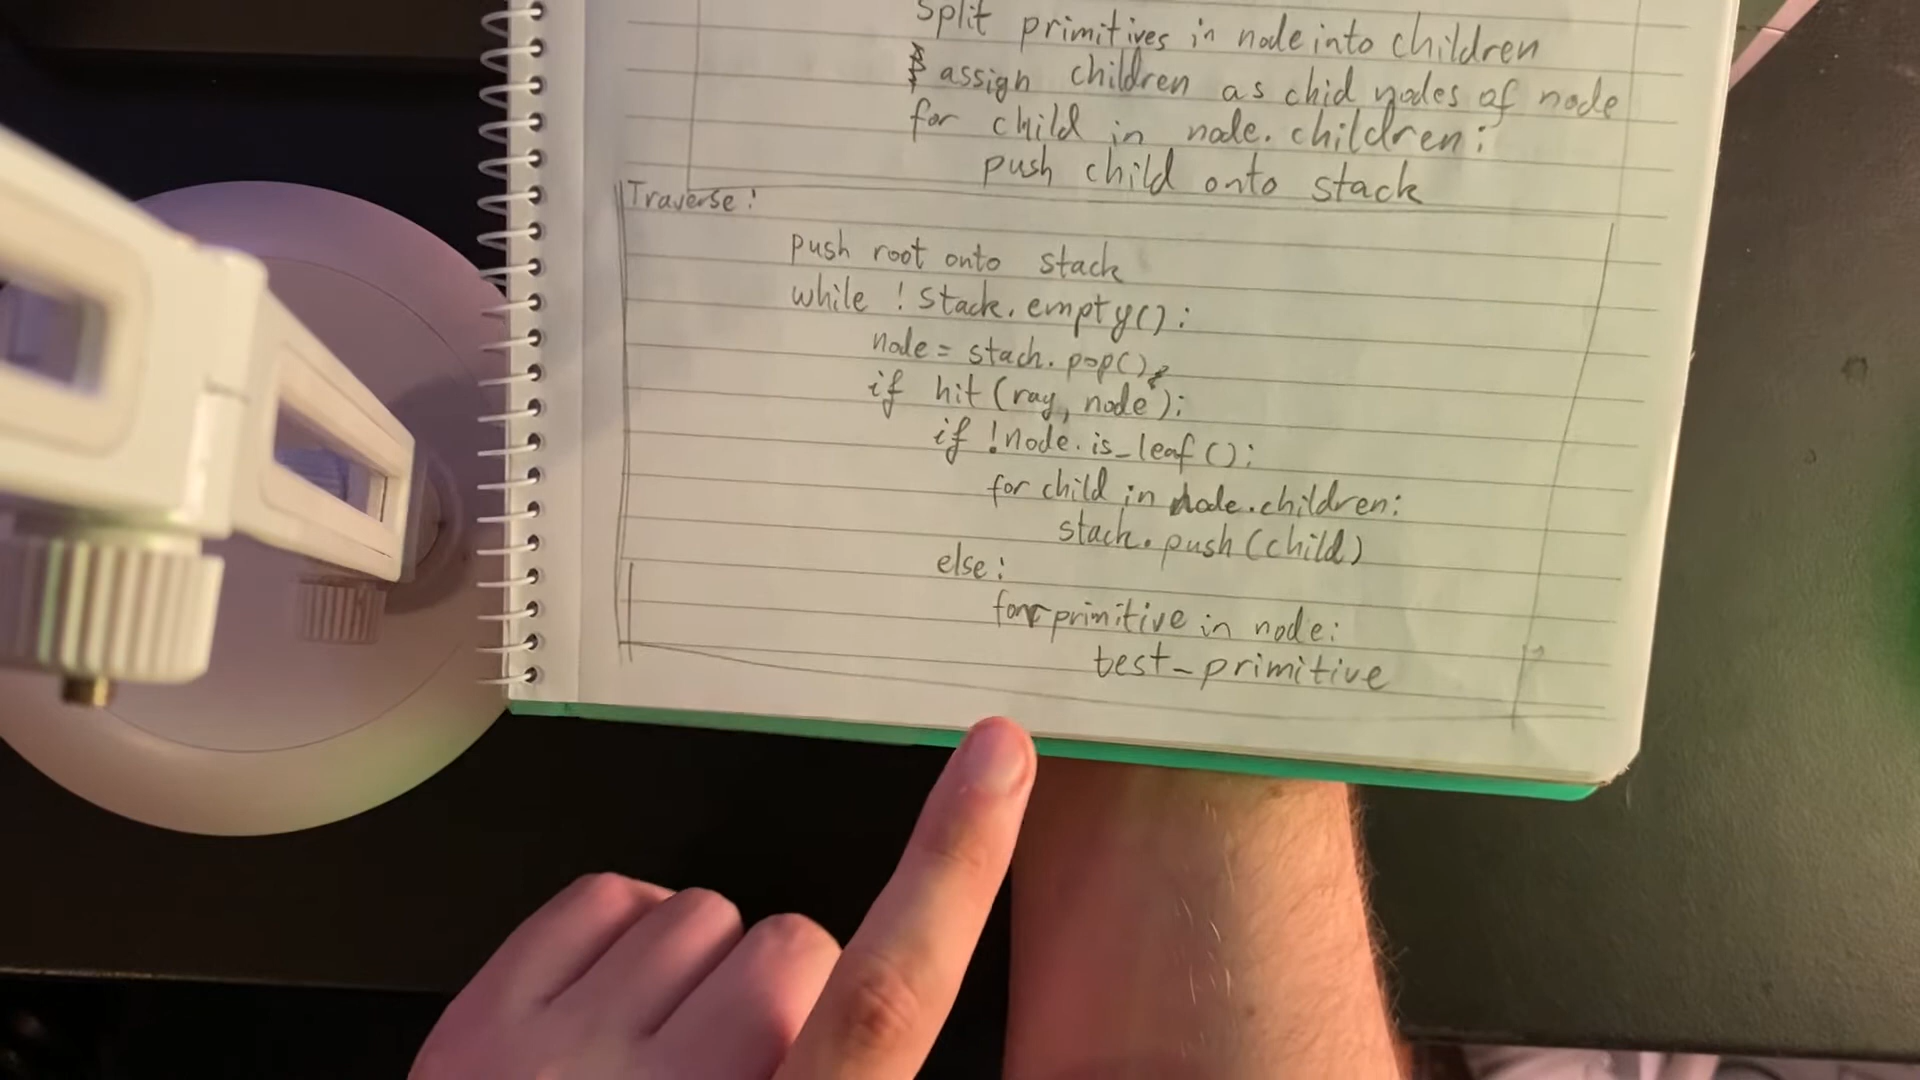 Split primitives in node into children
assign children as chid nodes of node
for child in node.children:
push child onto stack
Traverse:
push root onto stack
while !stack.empty():
node = stach.pop()
if hit(ray, node):
if !node.is_leaf():
for child in node.children:
stack.push(child)
else:
for primitive in node:
test_primitive